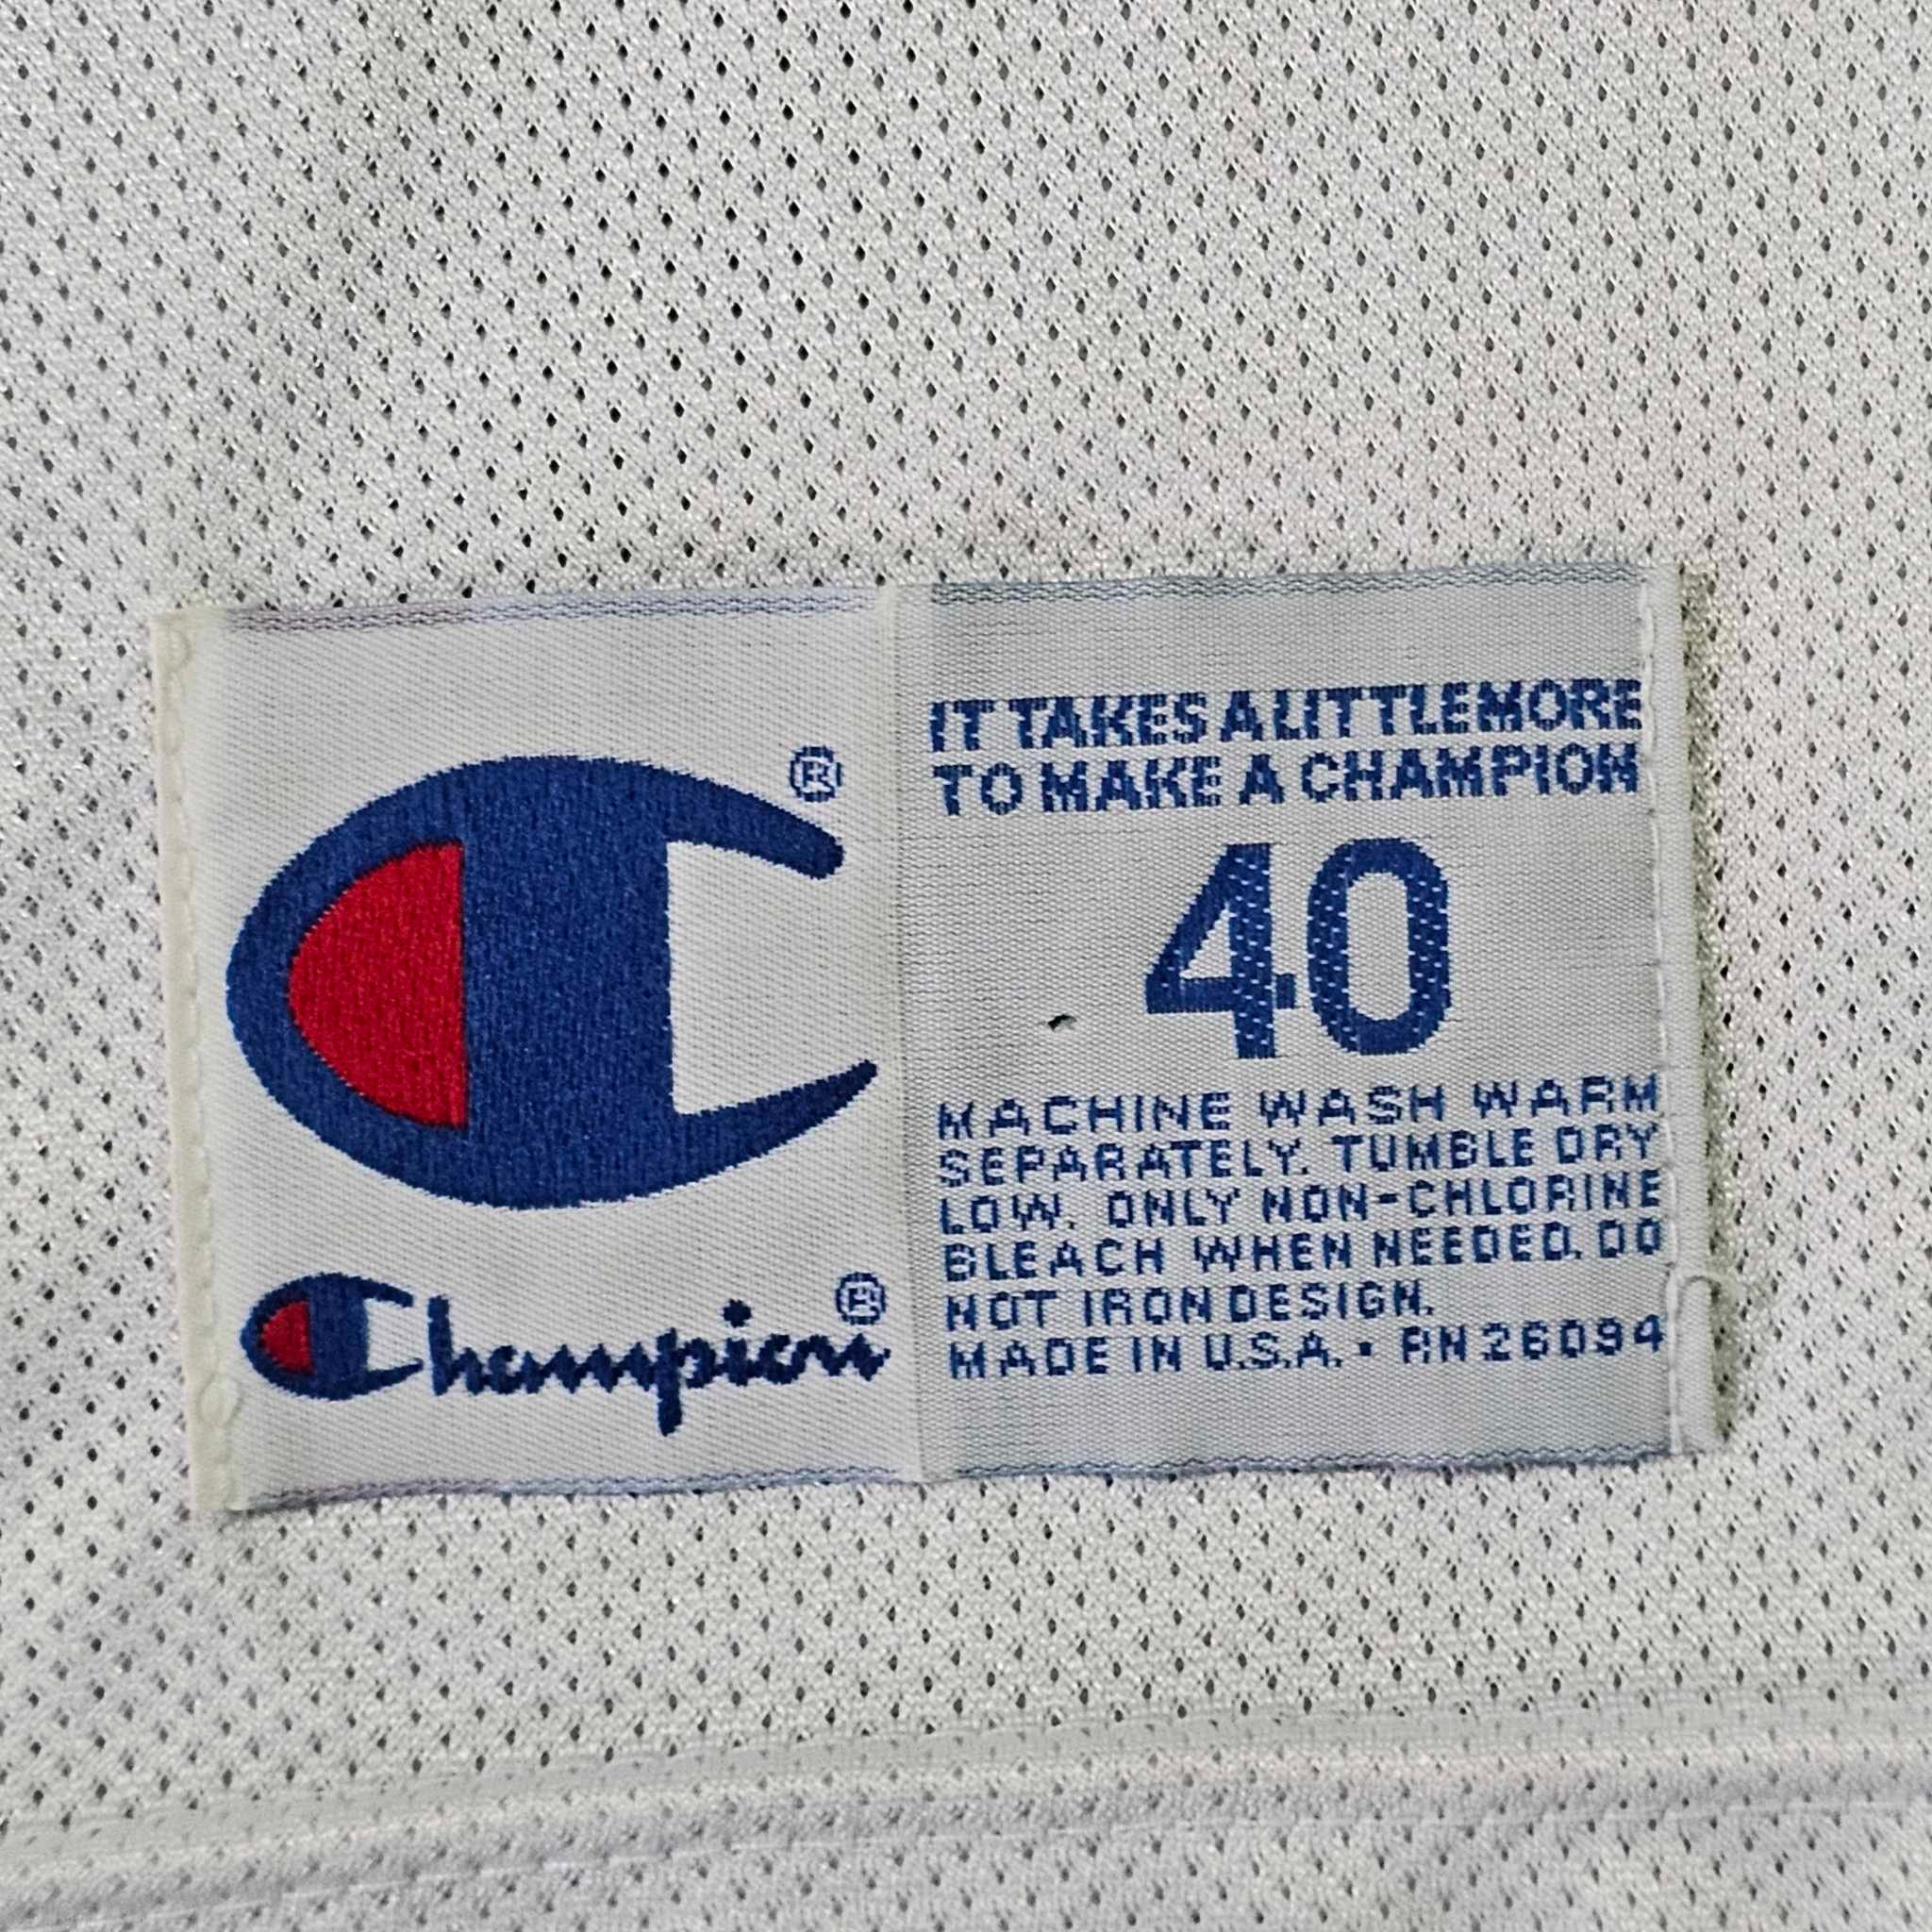 ®
Champion®
IT TAKES A LITTLE MORE
TO MAKE A CHAMPION
40
MACHINE WASH WARM
SEPARATELY. TUMBLE DRY
LOW. ONLY NON-CHLORINE
BLEACH WHEN NEEDED. DO
NOT IRON DESIGN.
MADE IN U.S.A. • RN 26094